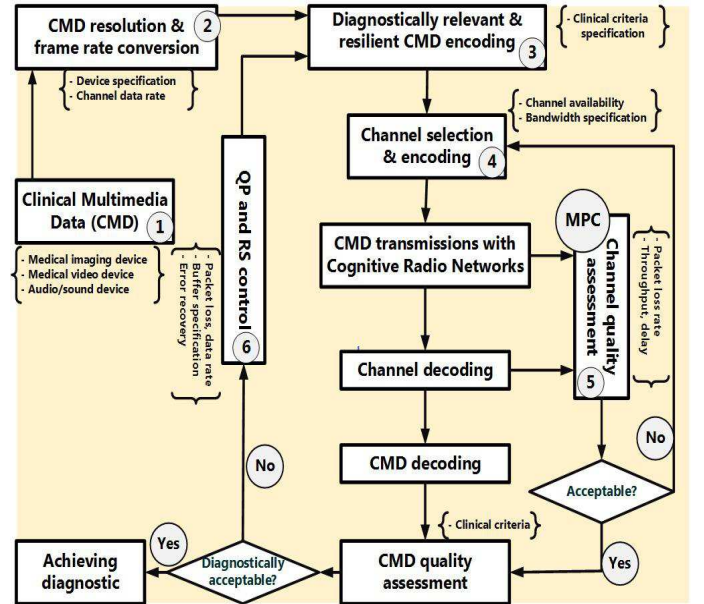 CMD resolution &
frame rate conversion
2
Diagnostically relevant &
resilient CMD encoding
3
- Clinical criteria
specification
- Device specification
- Channel data rate
- Channel availability
- Bandwidth specification
Channel selection
& encoding
4
Clinical Multimedia
Data (CMD)
1
- Medical imaging device
- Medical video device
- Audio/sound device
QP and RS control
6
- Packet loss, data rate
- Buffer specification
- Error recovery
CMD transmissions with
Cognitive Radio Networks
MPC
Channel quality
assessment
5
- Packet loss rate
- Throughput, delay
Channel decoding
No
No
CMD decoding
Acceptable?
- Clinical criteria
Yes
Yes
Achieving
diagnostic
Diagnostically
acceptable?
CMD quality
assessment